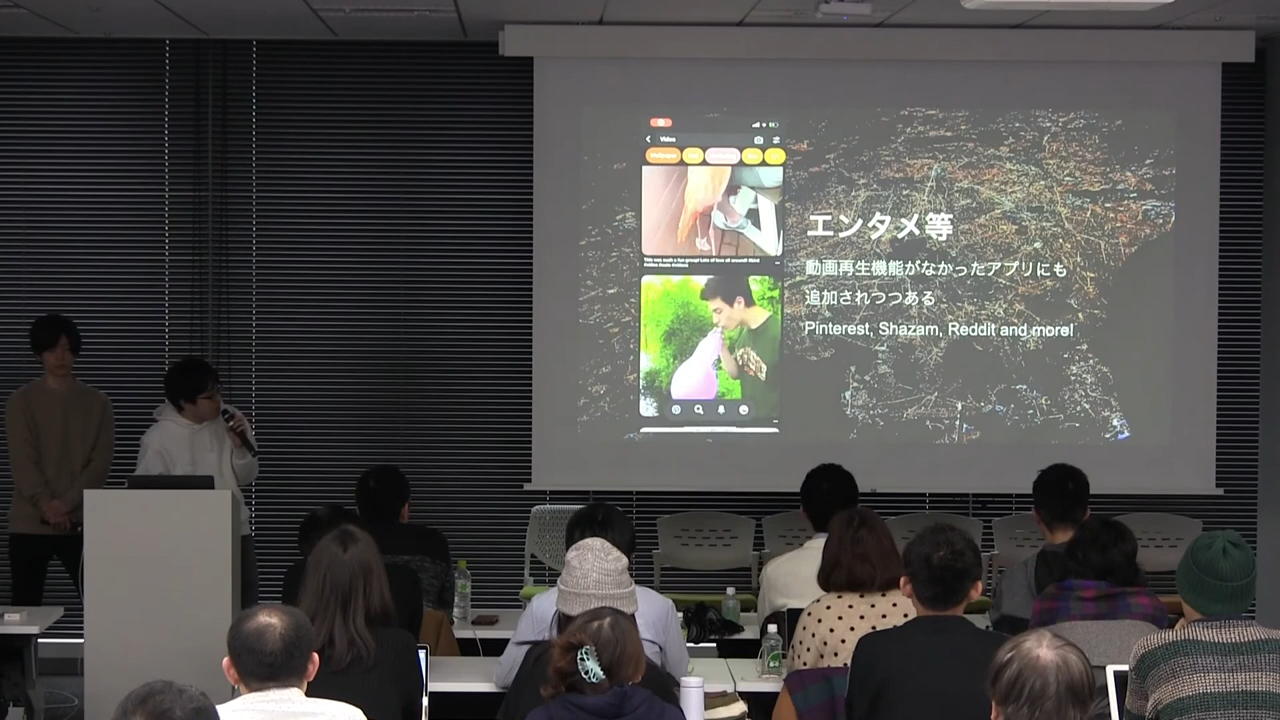 Video
エンタメ等
動画再生機能がなかったアプリにも
追加されつつある
Pinterest, Shazam, Reddit and more!